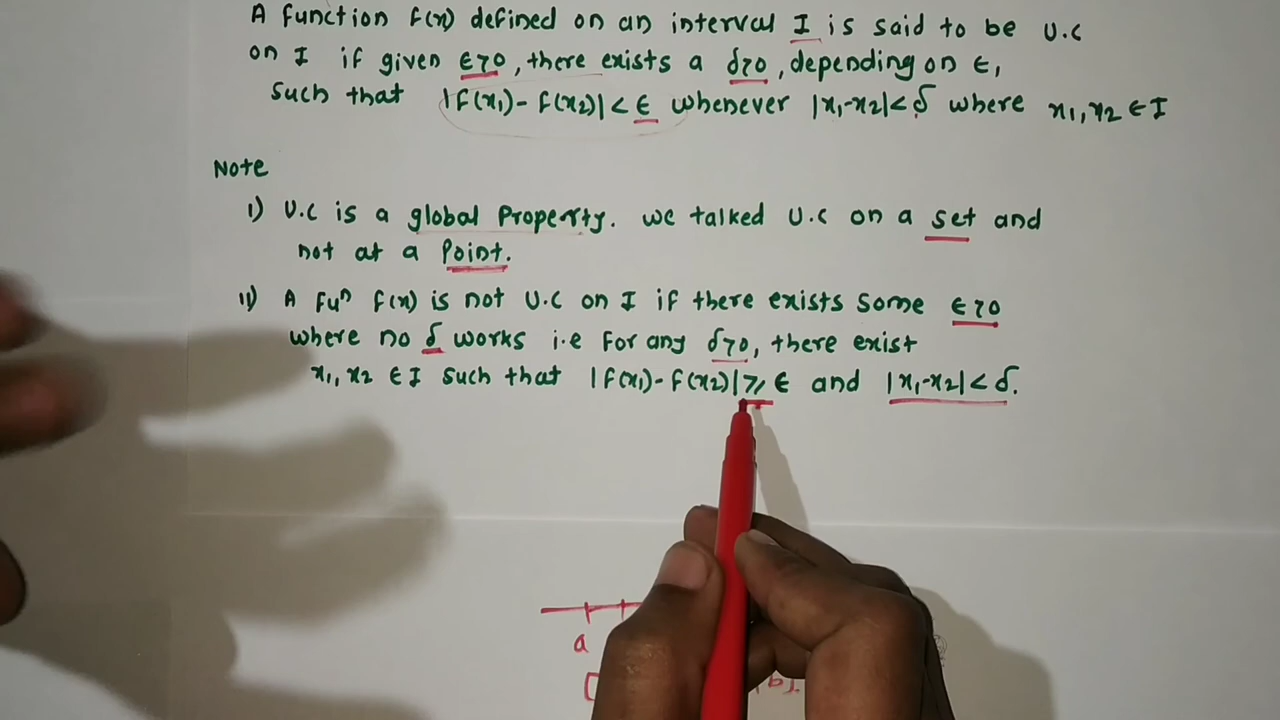 A function f(x) defined on an interval I is said to be U.C
on I if given ε>0, there exists a δ>0, depending on ε,
such that |f(x₁)-f(x₂)|<ε whenever |x₁-x₂|<δ where x₁,x₂ ∈ I
Note
i) U.C is a global property. we talked U.C on a set and
not at a point.
ii) A Fuⁿ f(x) is not U.C on I if there exists some ε>0
where no δ works i.e for any δ>0, there exist
x₁,x₂ ∈ I such that |f(x₁)-f(x₂)|⩾ε and |x₁-x₂|<δ.
a
[ b].